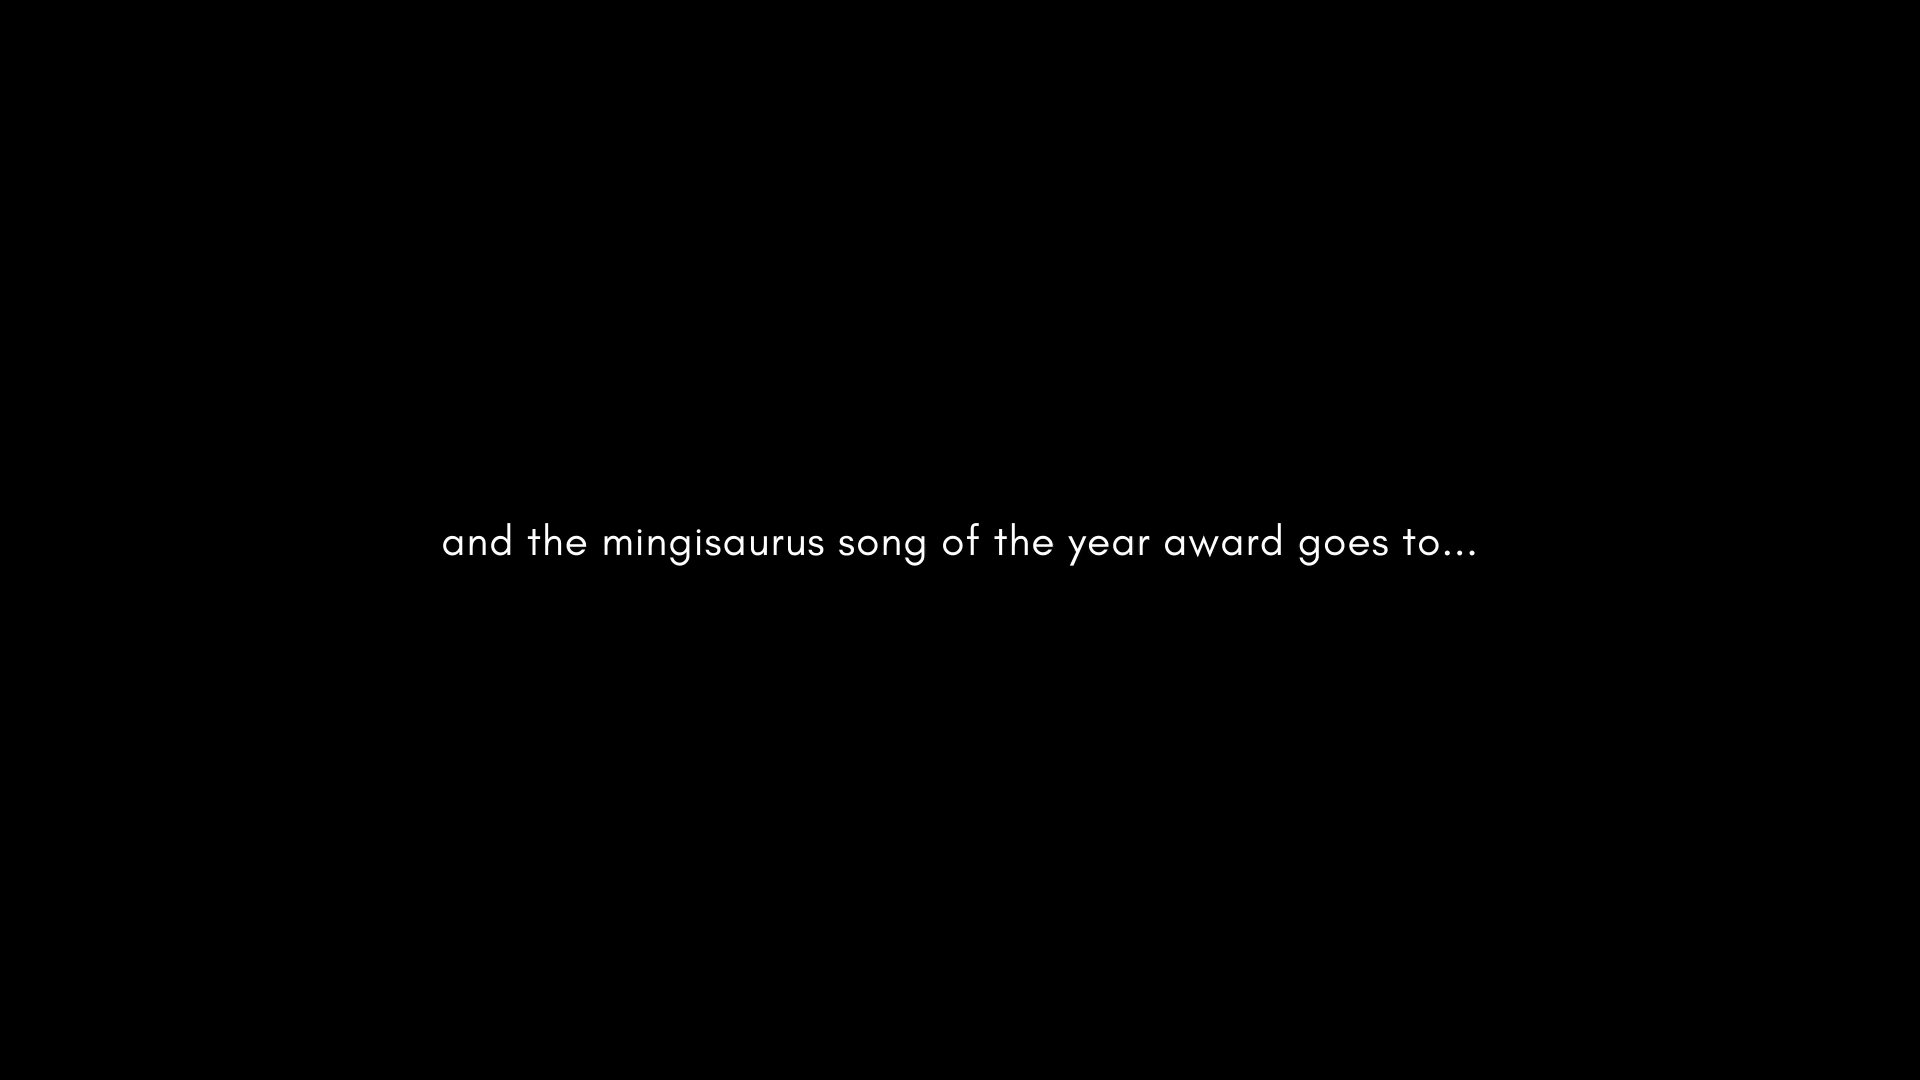 and the mingisaurus song of the year award goes to...